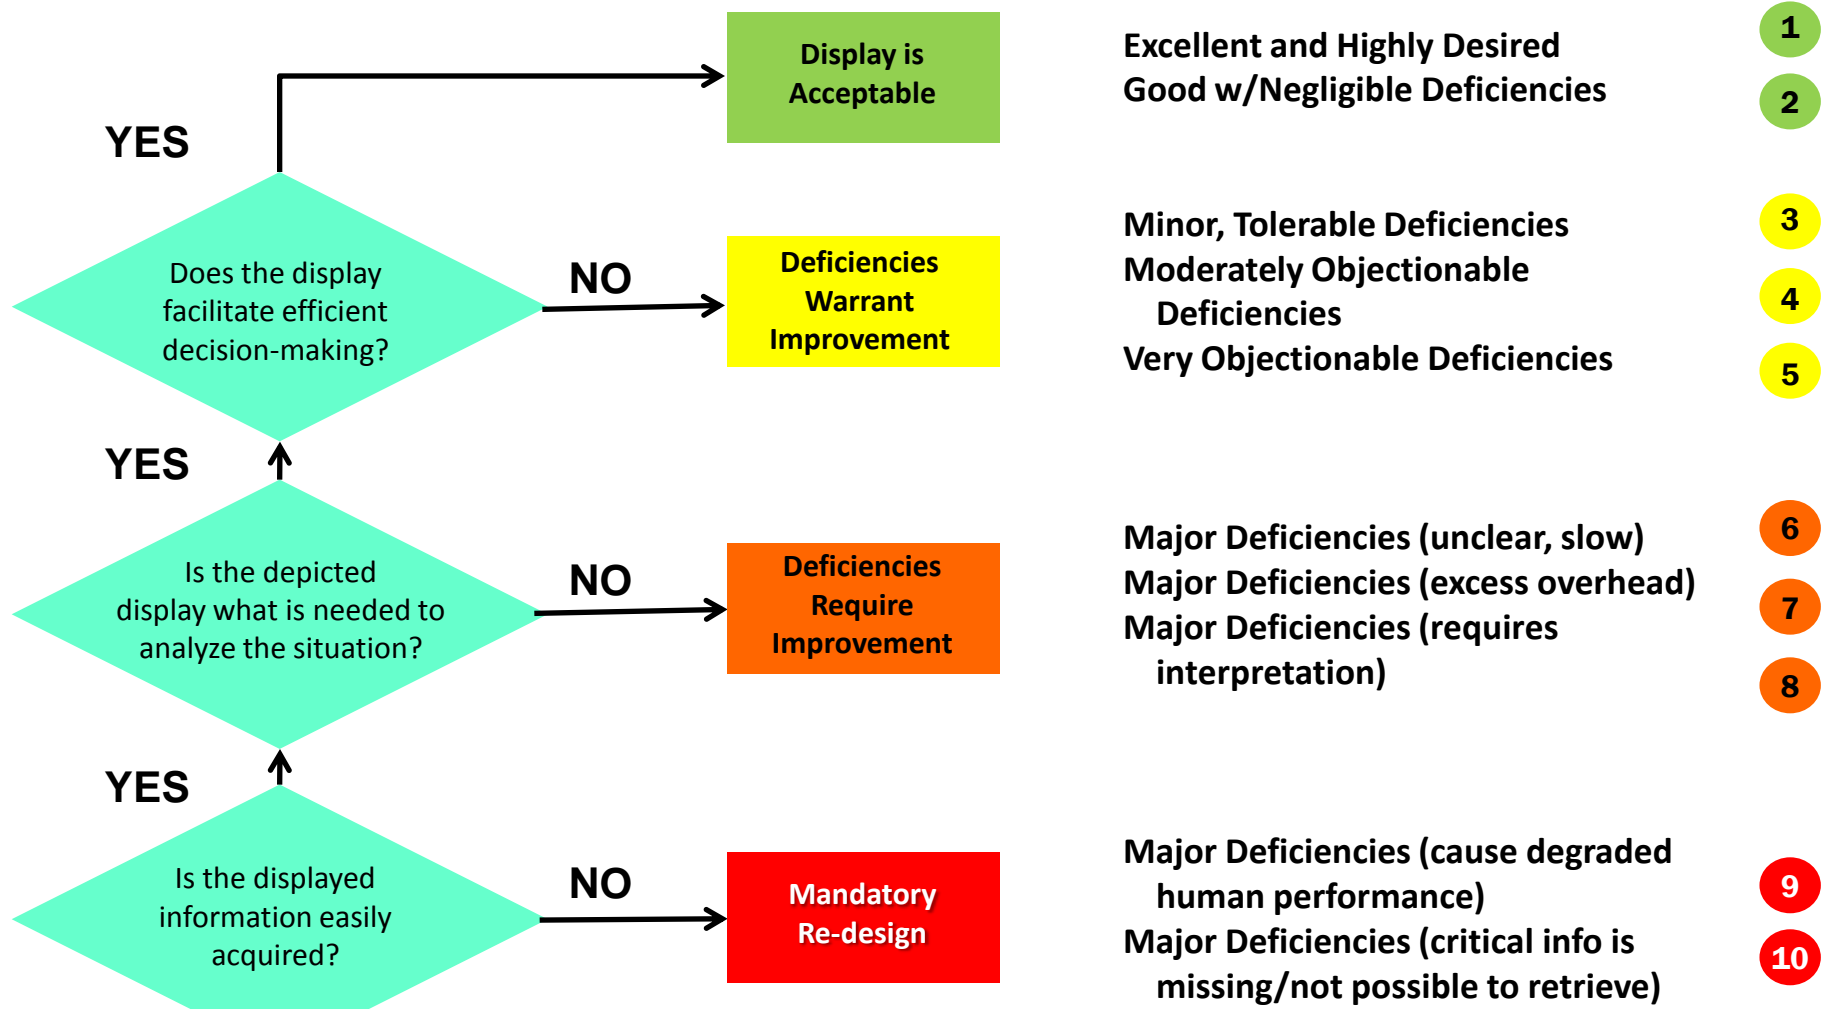 Display is
Acceptable
Excellent and Highly Desired
Good w/Negligible Deficiencies
1
2
YES
Does the display
facilitate efficient
decision-making?
NO
Deficiencies
Warrant
Improvement
Minor, Tolerable Deficiencies
Moderately Objectionable
Deficiencies
Very Objectionable Deficiencies
3
4
5
YES
Is the depicted
display what is needed to
analyze the situation?
NO
Deficiencies
Require
Improvement
Major Deficiencies (unclear, slow)
Major Deficiencies (excess overhead)
Major Deficiencies (requires
interpretation)
6
7
8
YES
Is the displayed
information easily
acquired?
NO
Mandatory
Re-design
Major Deficiencies (cause degraded
human performance)
Major Deficiencies (critical info is
missing/not possible to retrieve)
9
10